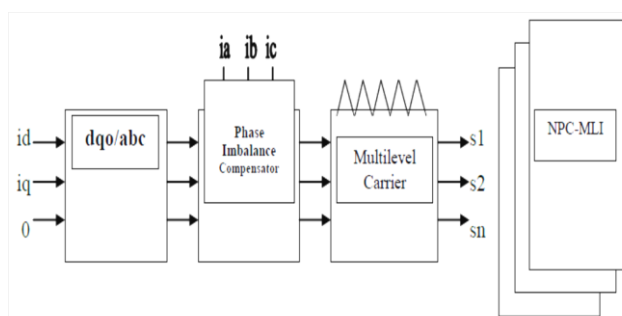 ia ib ic
id
iq
0
dqo/abc
Phase
Imbalance
Compensator
Multilevel
Carrier
s1
s2
sn
NPC-MLI